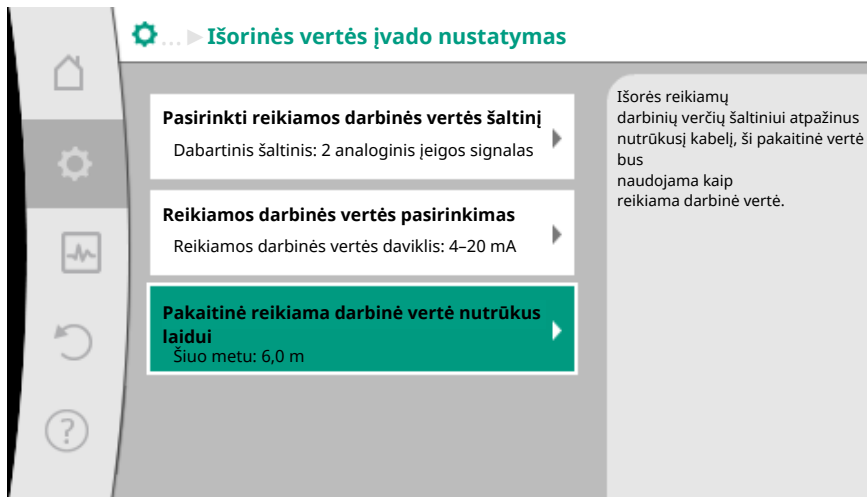 ... Išorinės vertės įvado nustatymas
Pasirinkti reikiamos darbinės vertės šaltinį
Dabartinis šaltinis: 2 analoginis įeigos signalas
Reikiamos darbinės vertės pasirinkimas
Reikiamos darbinės vertės daviklis: 4–20 mA
Pakaitinė reikiama darbinė vertė nutrūkus
laidui
Šiuo metu: 6,0 m
Išorės reikiamų
darbinių verčių šaltiniui atpažinus
nutrūkusį kabelį, ši pakaitinė vertė
bus
naudojama kaip
reikiama darbinė vertė.
?